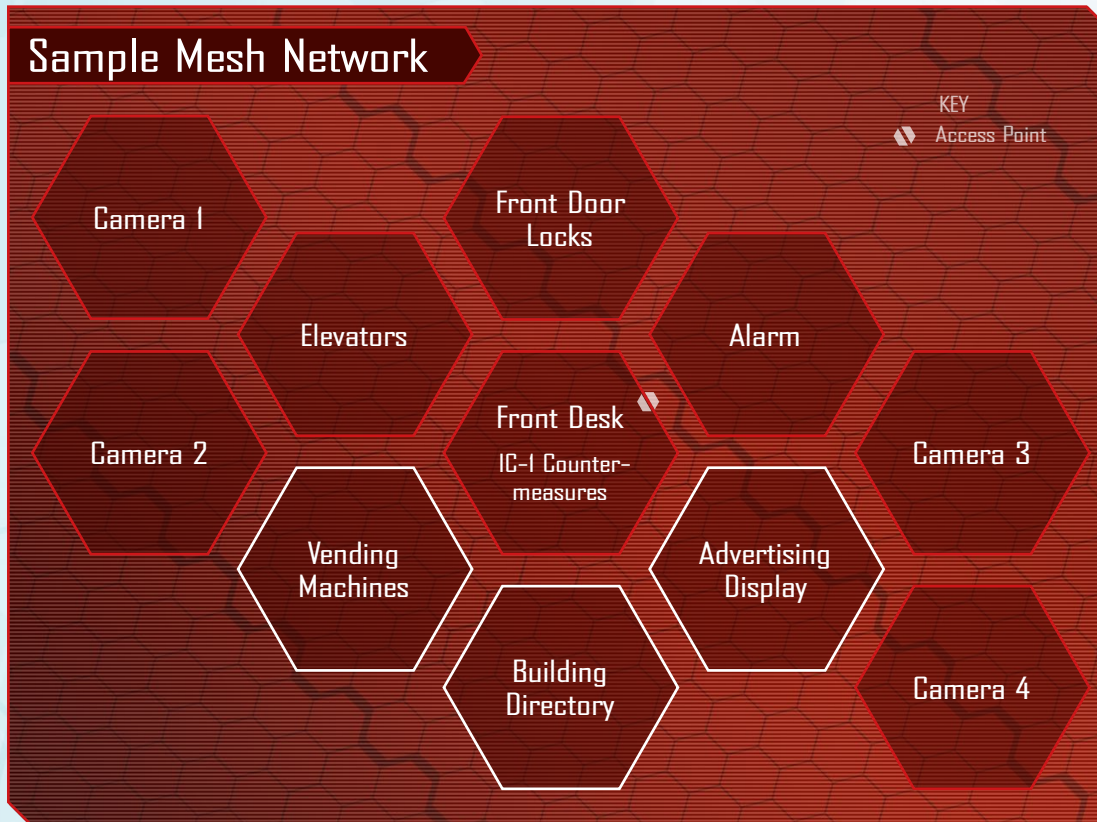 Sample Mesh Network
KEY
Access Point
Camera 1
Front Door
Locks
Elevators
Alarm
Camera 2
Front Desk
IC-1 Counter-
measures
Camera 3
Vending
Machines
Advertising
Display
Building
Directory
Camera 4